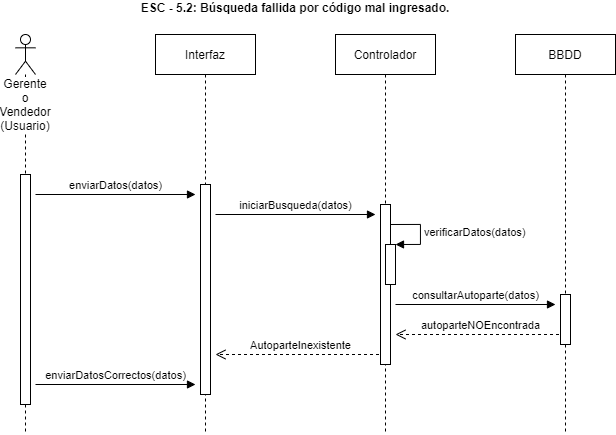 ESC - 5.2: Búsqueda fallida por código mal ingresado.
Gerente
o
Vendedor
(Usuario)
Interfaz
Controlador
BBDD
enviarDatos(datos)
iniciarBusqueda(datos)
verificarDatos(datos)
consultarAutoparte(datos)
autoparteNOEncontrada
AutoparteInexistente
enviarDatosCorrectos(datos)